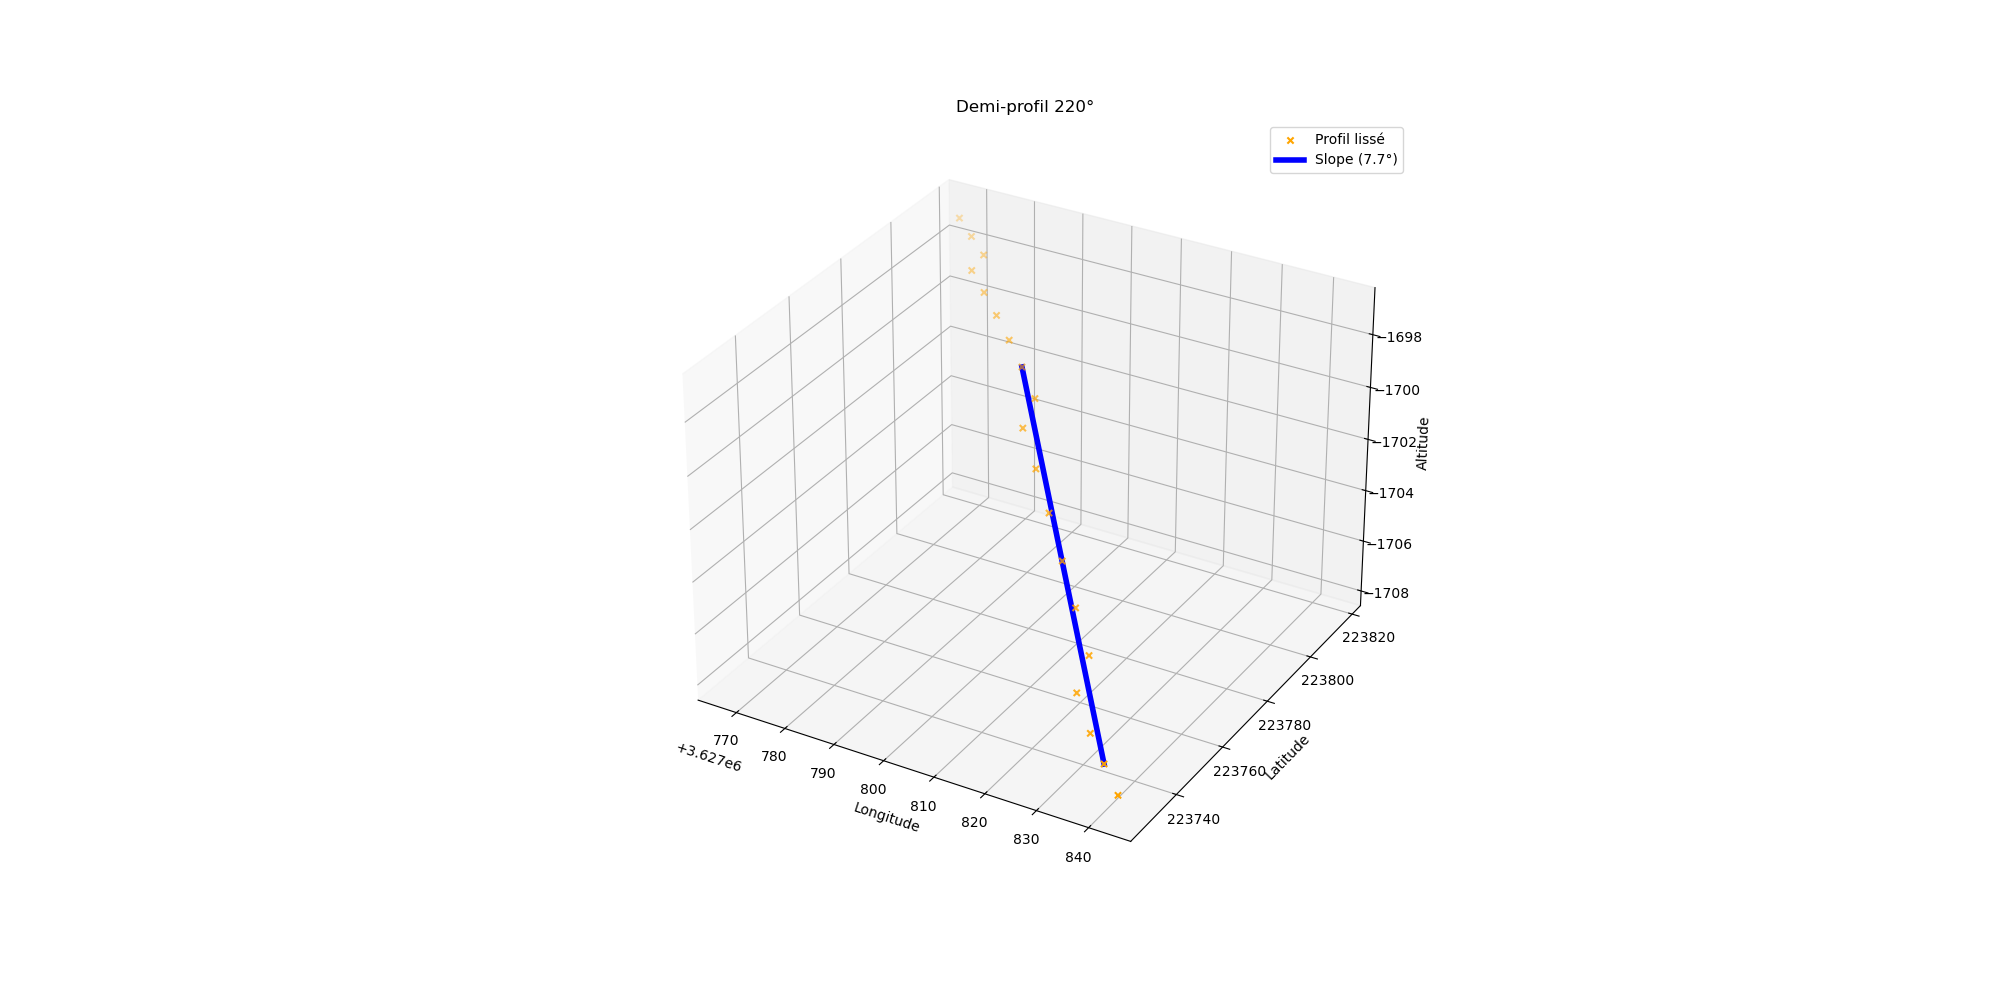 Demi-profil 220°
Profil lissé
Slope (7.7°)
−1698
−1700
−1702
−1704
−1706
−1708
Altitude
223820
223800
223780
223760
223740
Latitude
770
780
790
800
810
820
830
840
+3.627e6
Longitude